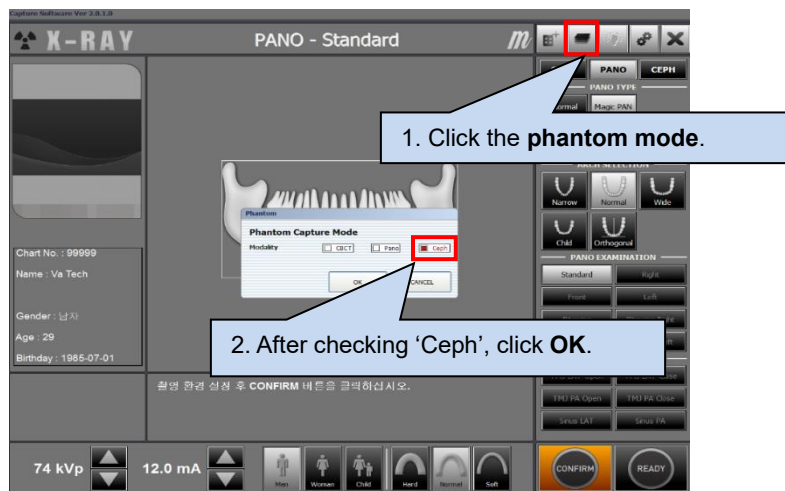 Capture Software Ver 2.0.1.0
X-RAY
PANO - Standard
PANO
CEPH
PANO TYPE
Normal
Magic PAN
1. Click the phantom mode.
ARCH SELECTION
Narrow
Normal
Wide
Child
Orthogonal
PANO EXAMINATION
Standard
Right
Front
Left
Phantom
Phantom Capture Mode
Modality
CBCT
Pano
Ceph
OK
CANCEL
2. After checking ‘Ceph’, click OK.
Chart No. : 99999
Name : Va Tech
Gender : 남자
Age : 29
Birthday : 1985-07-01
촬영 환경 설정 후 CONFIRM 버튼을 클릭하십시오.
TMJ PA Open
TMJ PA Close
Sinus LAT
Sinus PA
74 kVp
12.0 mA
Man
Woman
Child
Hard
Normal
Soft
CONFIRM
READY